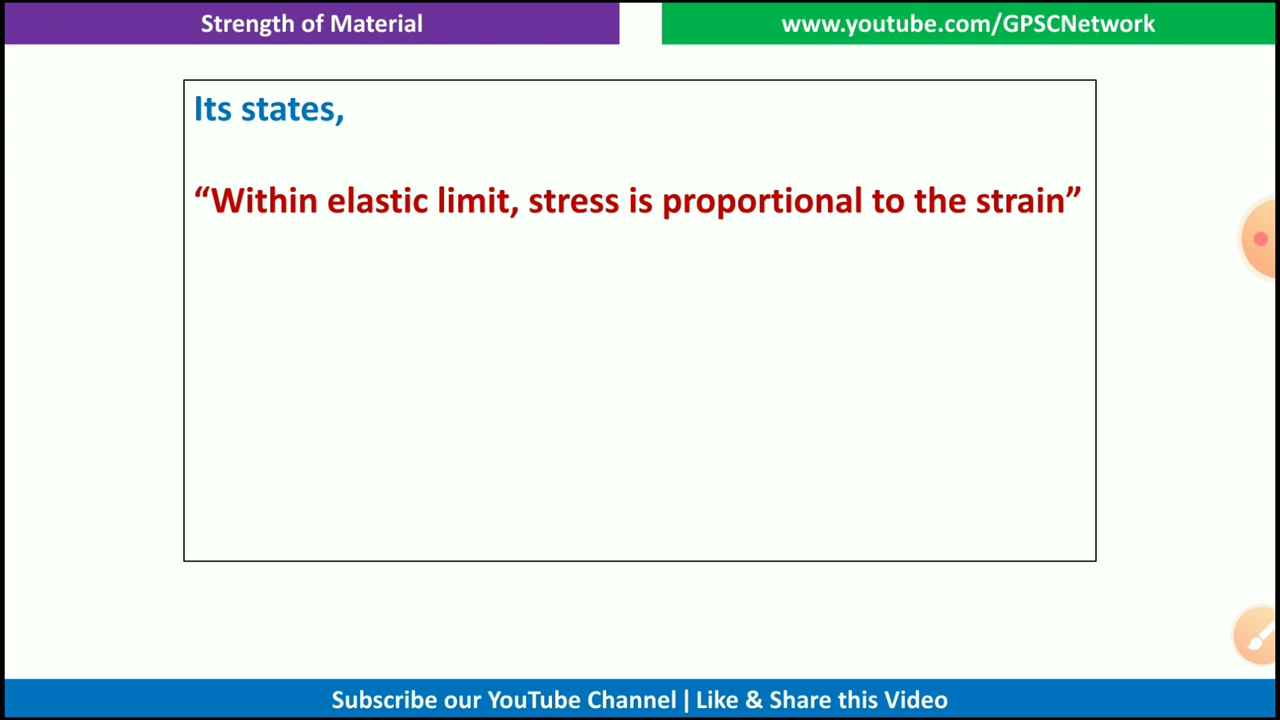 Strength of Material
www.youtube.com/GPSCNetwork
Its states,
“Within elastic limit, stress is proportional to the strain”
Subscribe our YouTube Channel | Like & Share this Video